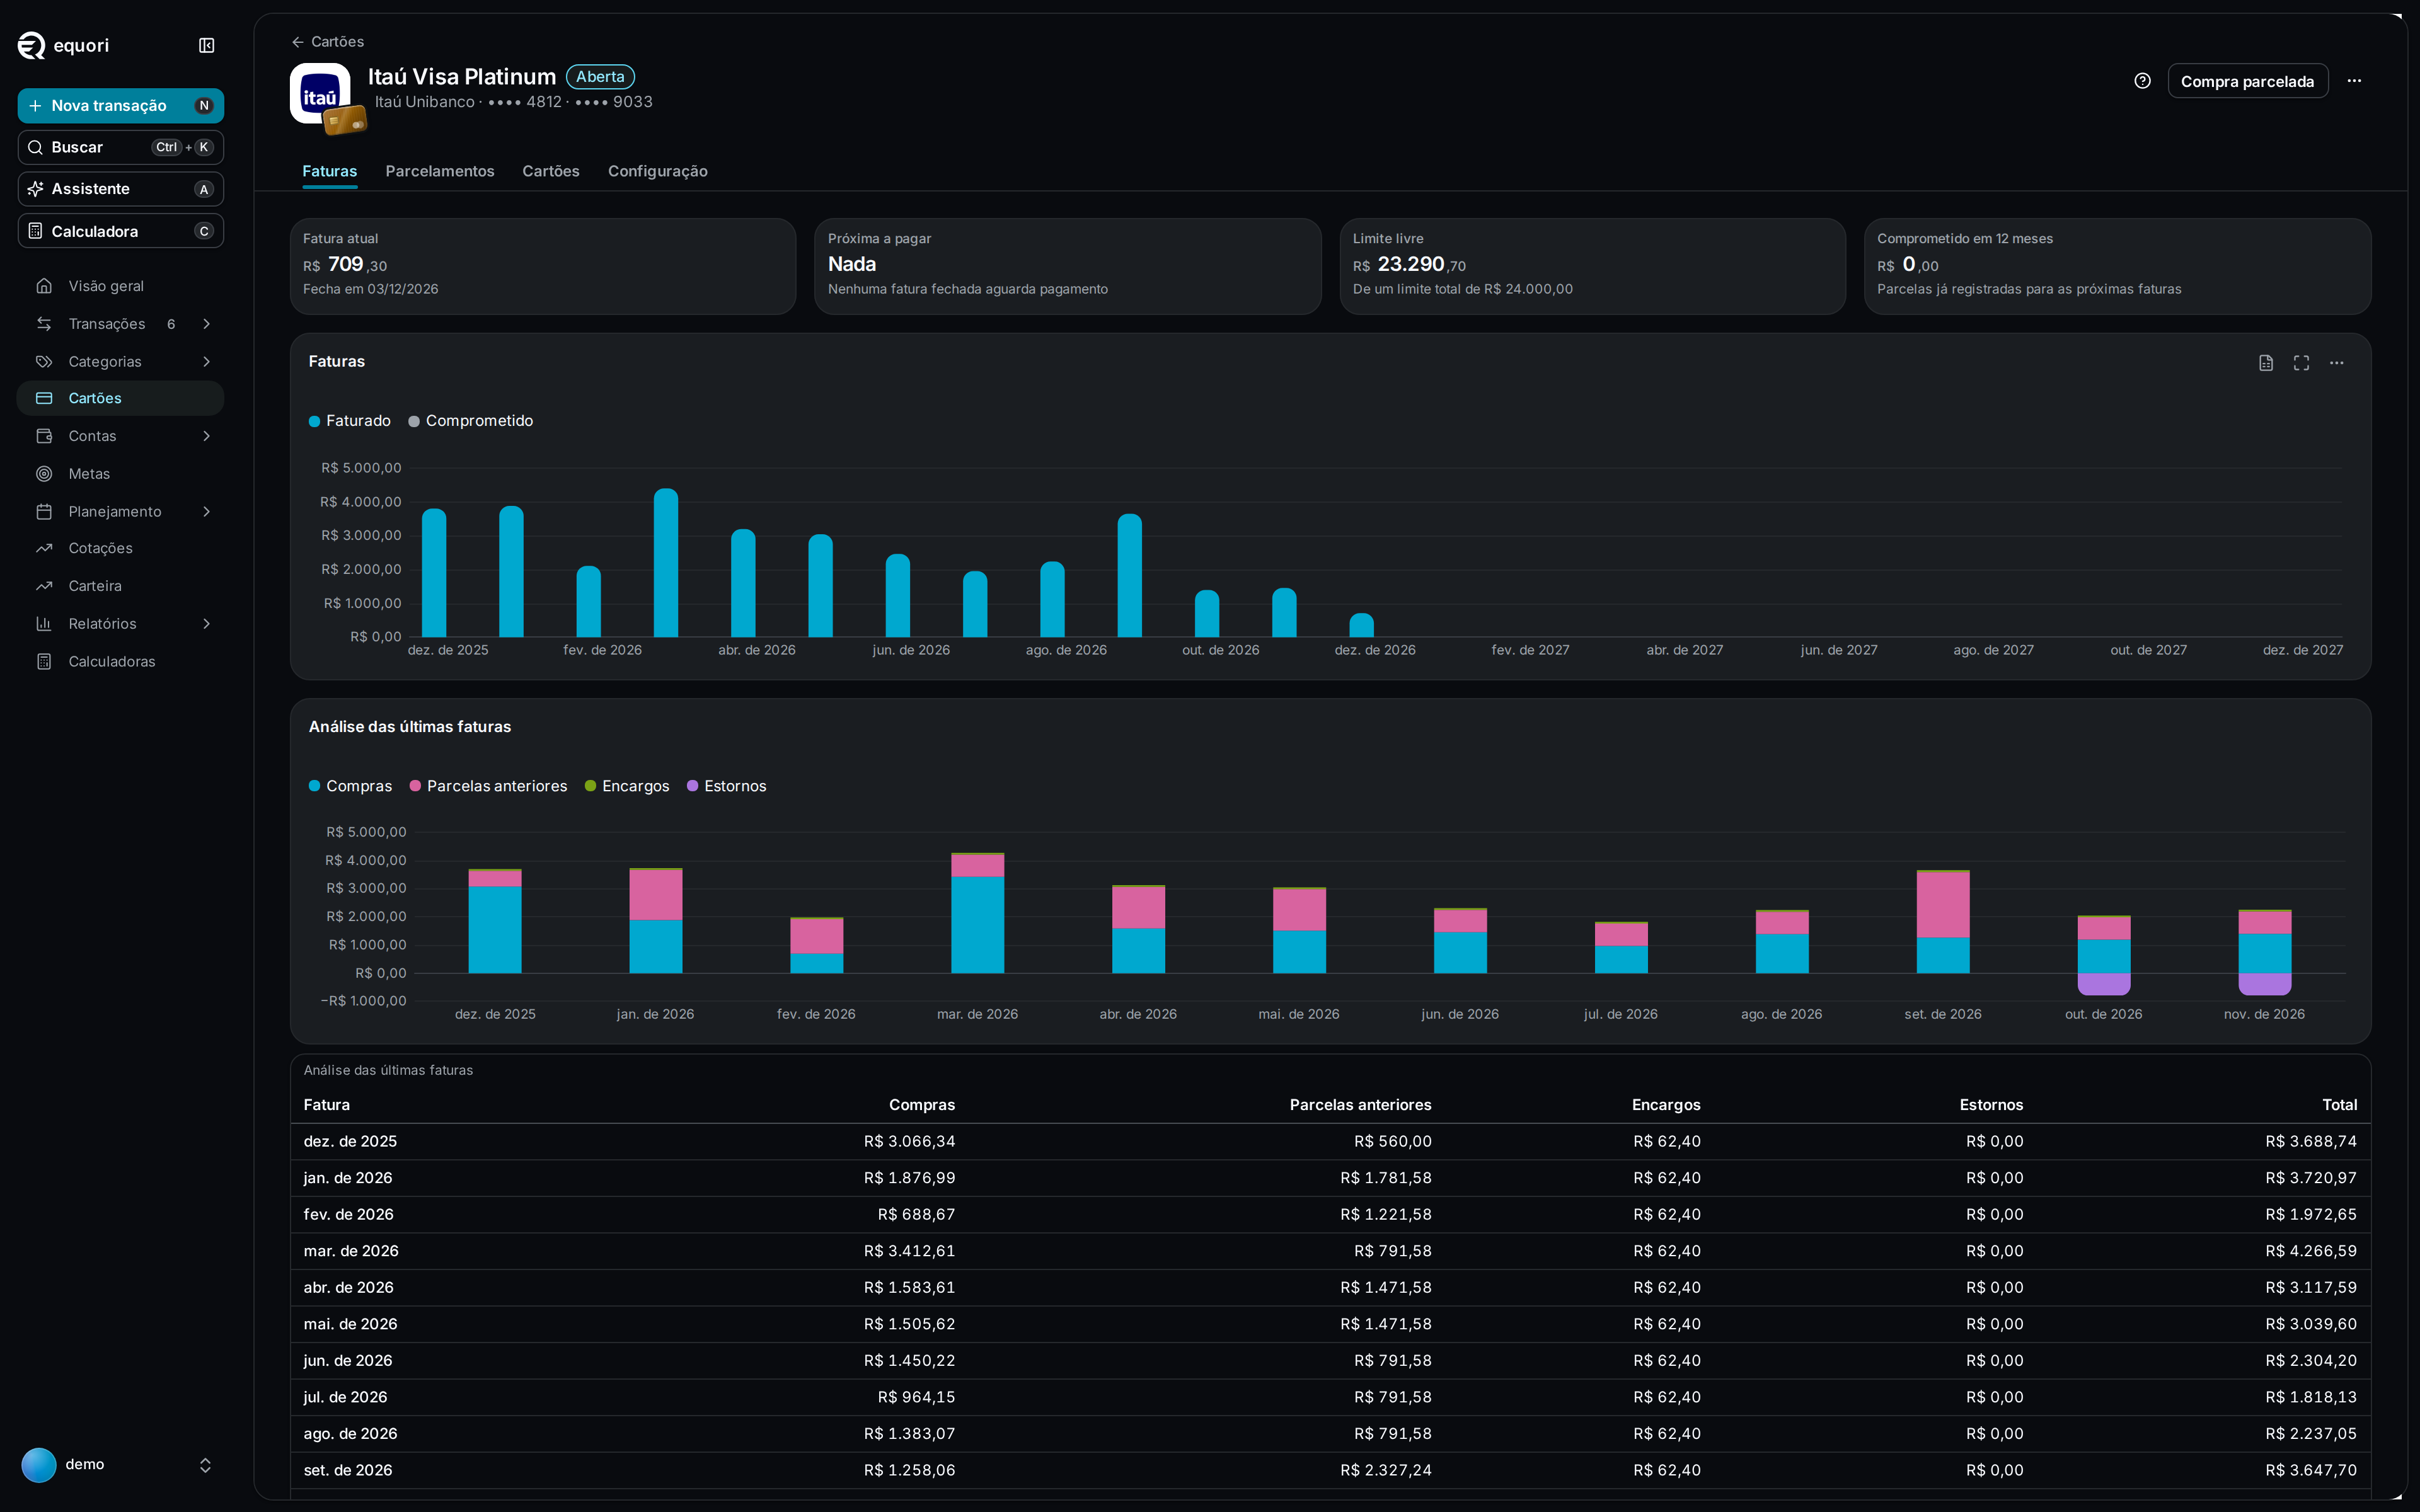 equori
Nova transação N
Buscar Ctrl + K
Assistente A
Calculadora C
Visão geral
Transações 6
Categorias
Cartões
Contas
Metas
Planejamento
Cotações
Carteira
Relatórios
Calculadoras
demo
Cartões
itaú
Itaú Visa Platinum Aberta
Itaú Unibanco · •••• 4812 · •••• 9033
Compra parcelada
Faturas Parcelamentos Cartões Configuração
Fatura atual
R$ 709,30
Fecha em 03/12/2026
Próxima a pagar
Nada
Nenhuma fatura fechada aguarda pagamento
Limite livre
R$ 23.290,70
De um limite total de R$ 24.000,00
Comprometido em 12 meses
R$ 0,00
Parcelas já registradas para as próximas faturas
Faturas
Faturado Comprometido
R$ 5.000,00
R$ 4.000,00
R$ 3.000,00
R$ 2.000,00
R$ 1.000,00
R$ 0,00
dez. de 2025 fev. de 2026 abr. de 2026 jun. de 2026 ago. de 2026 out. de 2026 dez. de 2026 fev. de 2027 abr. de 2027 jun. de 2027 ago. de 2027 out. de 2027 dez. de 2027
Análise das últimas faturas
Compras Parcelas anteriores Encargos Estornos
R$ 5.000,00
R$ 4.000,00
R$ 3.000,00
R$ 2.000,00
R$ 1.000,00
R$ 0,00
−R$ 1.000,00
dez. de 2025 jan. de 2026 fev. de 2026 mar. de 2026 abr. de 2026 mai. de 2026 jun. de 2026 jul. de 2026 ago. de 2026 set. de 2026 out. de 2026 nov. de 2026
Análise das últimas faturas
Fatura Compras Parcelas anteriores Encargos Estornos Total
dez. de 2025 R$ 3.066,34 R$ 560,00 R$ 62,40 R$ 0,00 R$ 3.688,74
jan. de 2026 R$ 1.876,99 R$ 1.781,58 R$ 62,40 R$ 0,00 R$ 3.720,97
fev. de 2026 R$ 688,67 R$ 1.221,58 R$ 62,40 R$ 0,00 R$ 1.972,65
mar. de 2026 R$ 3.412,61 R$ 791,58 R$ 62,40 R$ 0,00 R$ 4.266,59
abr. de 2026 R$ 1.583,61 R$ 1.471,58 R$ 62,40 R$ 0,00 R$ 3.117,59
mai. de 2026 R$ 1.505,62 R$ 1.471,58 R$ 62,40 R$ 0,00 R$ 3.039,60
jun. de 2026 R$ 1.450,22 R$ 791,58 R$ 62,40 R$ 0,00 R$ 2.304,20
jul. de 2026 R$ 964,15 R$ 791,58 R$ 62,40 R$ 0,00 R$ 1.818,13
ago. de 2026 R$ 1.383,07 R$ 791,58 R$ 62,40 R$ 0,00 R$ 2.237,05
set. de 2026 R$ 1.258,06 R$ 2.327,24 R$ 62,40 R$ 0,00 R$ 3.647,70